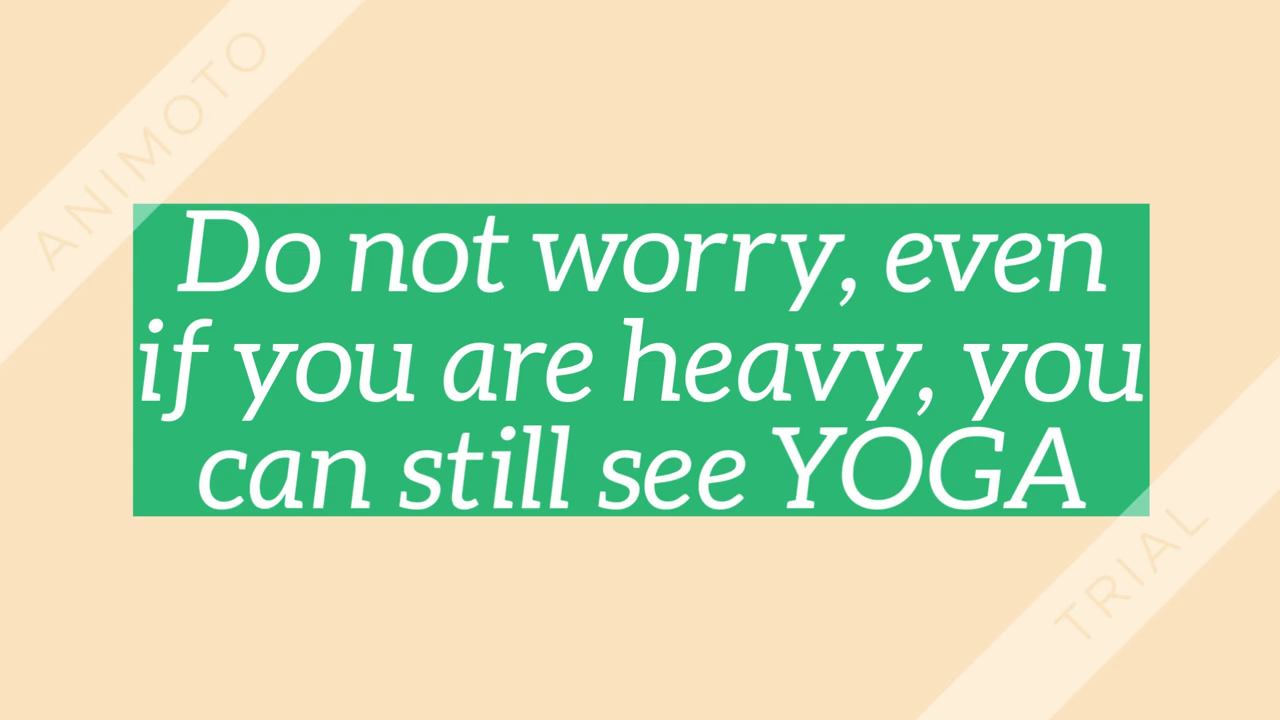 ANIMOTO
Do not worry, even
if you are heavy, you
can still see YOGA
TRIAL